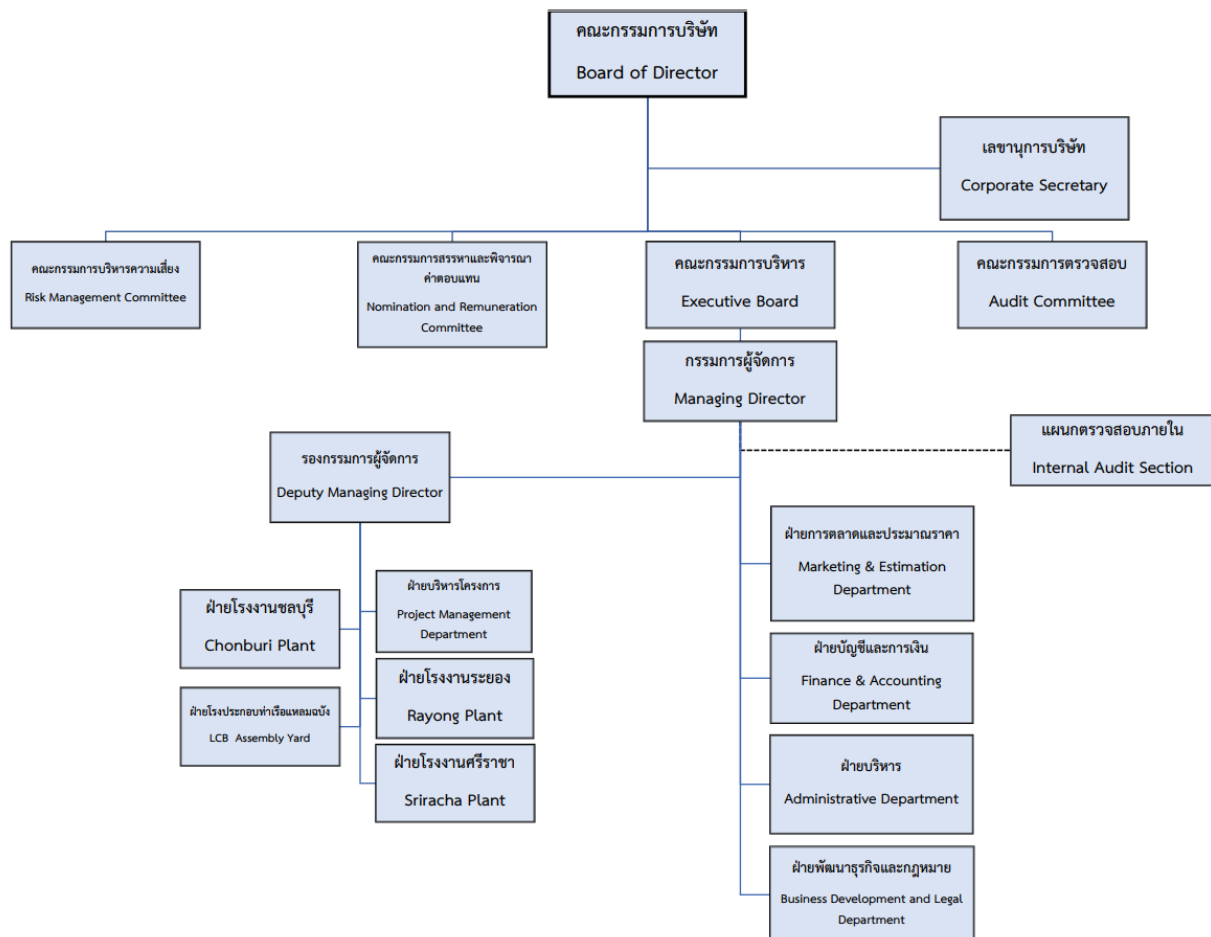 คณะกรรมการบริษัท
Board of Director
เลขานุการบริษัท
Corporate Secretary
คณะกรรมการบริหารความเสี่ยง
Risk Management Committee
คณะกรรมการสรรหาและพิจารณา
ค่าตอบแทน
Nomination and Remuneration
Committee
คณะกรรมการบริหาร
Executive Board
คณะกรรมการตรวจสอบ
Audit Committee
กรรมการผู้จัดการ
Managing Director
แผนกตรวจสอบภายใน
Internal Audit Section
รองกรรมการผู้จัดการ
Deputy Managing Director
ฝ่ายการตลาดและประมาณราคา
Marketing & Estimation
Department
ฝ่ายบริหารโครงการ
Project Management
Department
ฝ่ายโรงงานชลบุรี
Chonburi Plant
ฝ่ายบัญชีและการเงิน
Finance & Accounting
Department
ฝ่ายโรงงานระยอง
Rayong Plant
ฝ่ายโรงประกอบท่าเรือแหลมฉบัง
LCB Assembly Yard
ฝ่ายโรงงานศรีราชา
Sriracha Plant
ฝ่ายบริหาร
Administrative Department
ฝ่ายพัฒนาธุรกิจและกฎหมาย
Business Development and Legal
Department